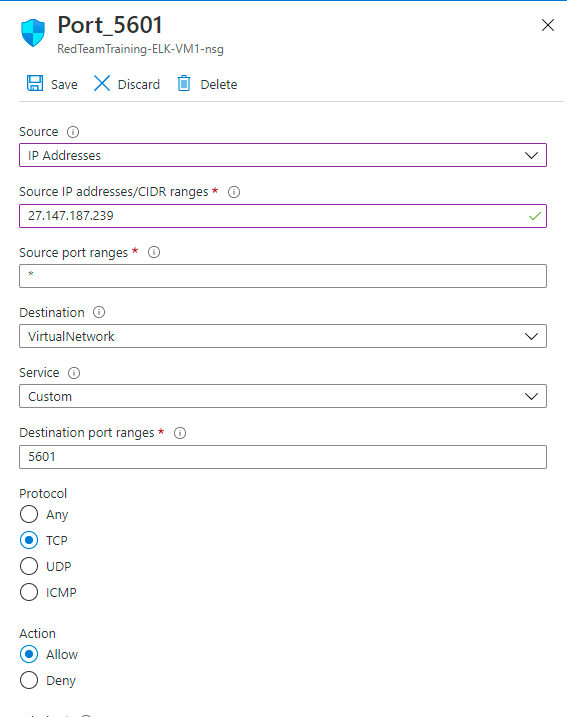 Port_5601
RedTeamTraining-ELK-VM1-nsg
Save Discard Delete
Source
IP Addresses
Source IP addresses/CIDR ranges *
27.147.187.239
Source port ranges *
*
Destination
VirtualNetwork
Service
Custom
Destination port ranges *
5601
Protocol
Any
TCP
UDP
ICMP
Action
Allow
Deny